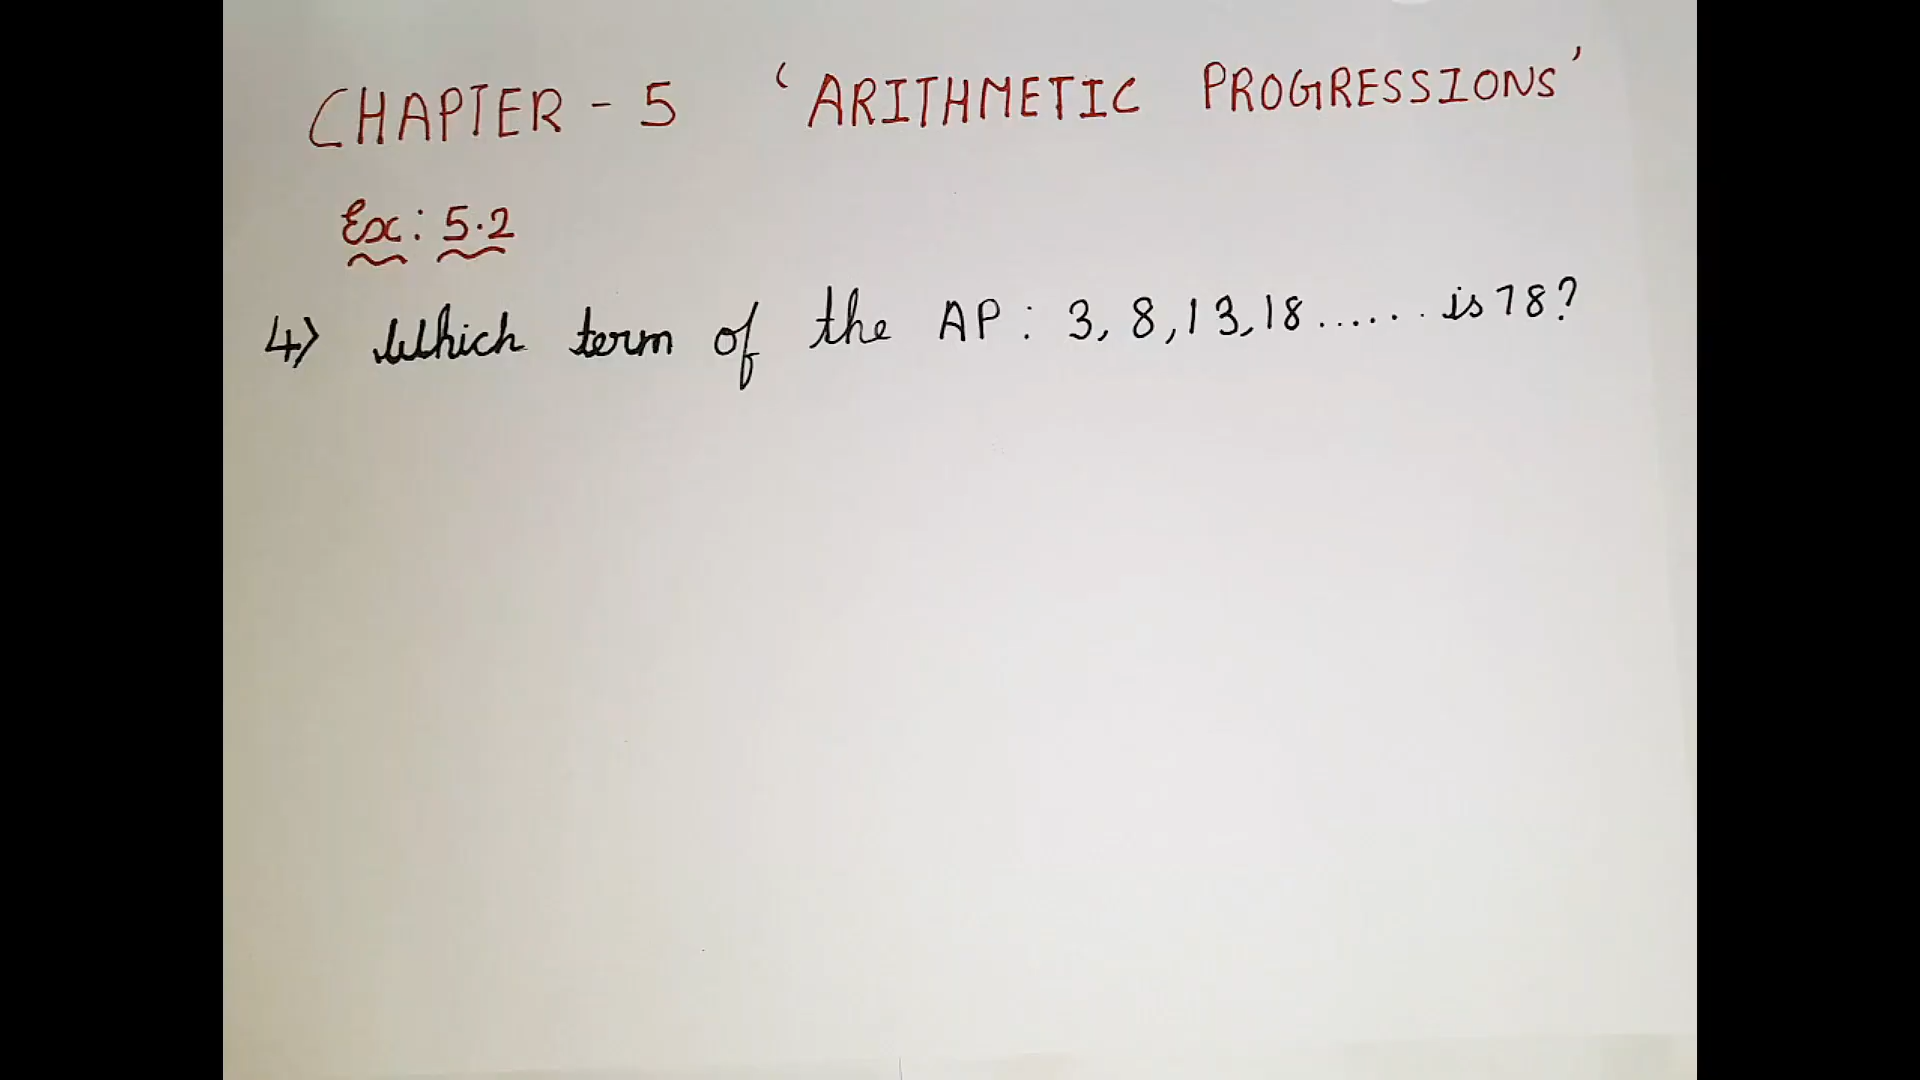 CHAPTER - 5 ‘ARITHMETIC PROGRESSIONS’
Ex: 5.2
4) Which term of the AP: 3, 8, 13, 18 ...... is 78?